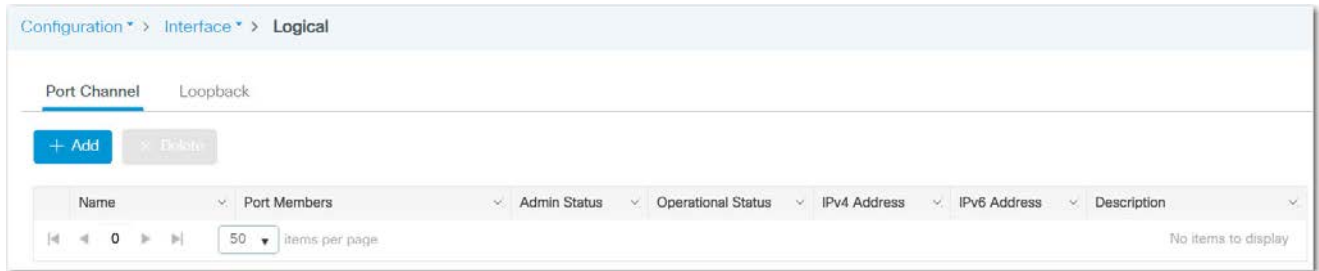 Configuration > Interface > Logical
Port Channel Loopback
+ Add × Delete
Name Port Members Admin Status Operational Status IPv4 Address IPv6 Address Description
0 50 items per page No items to display